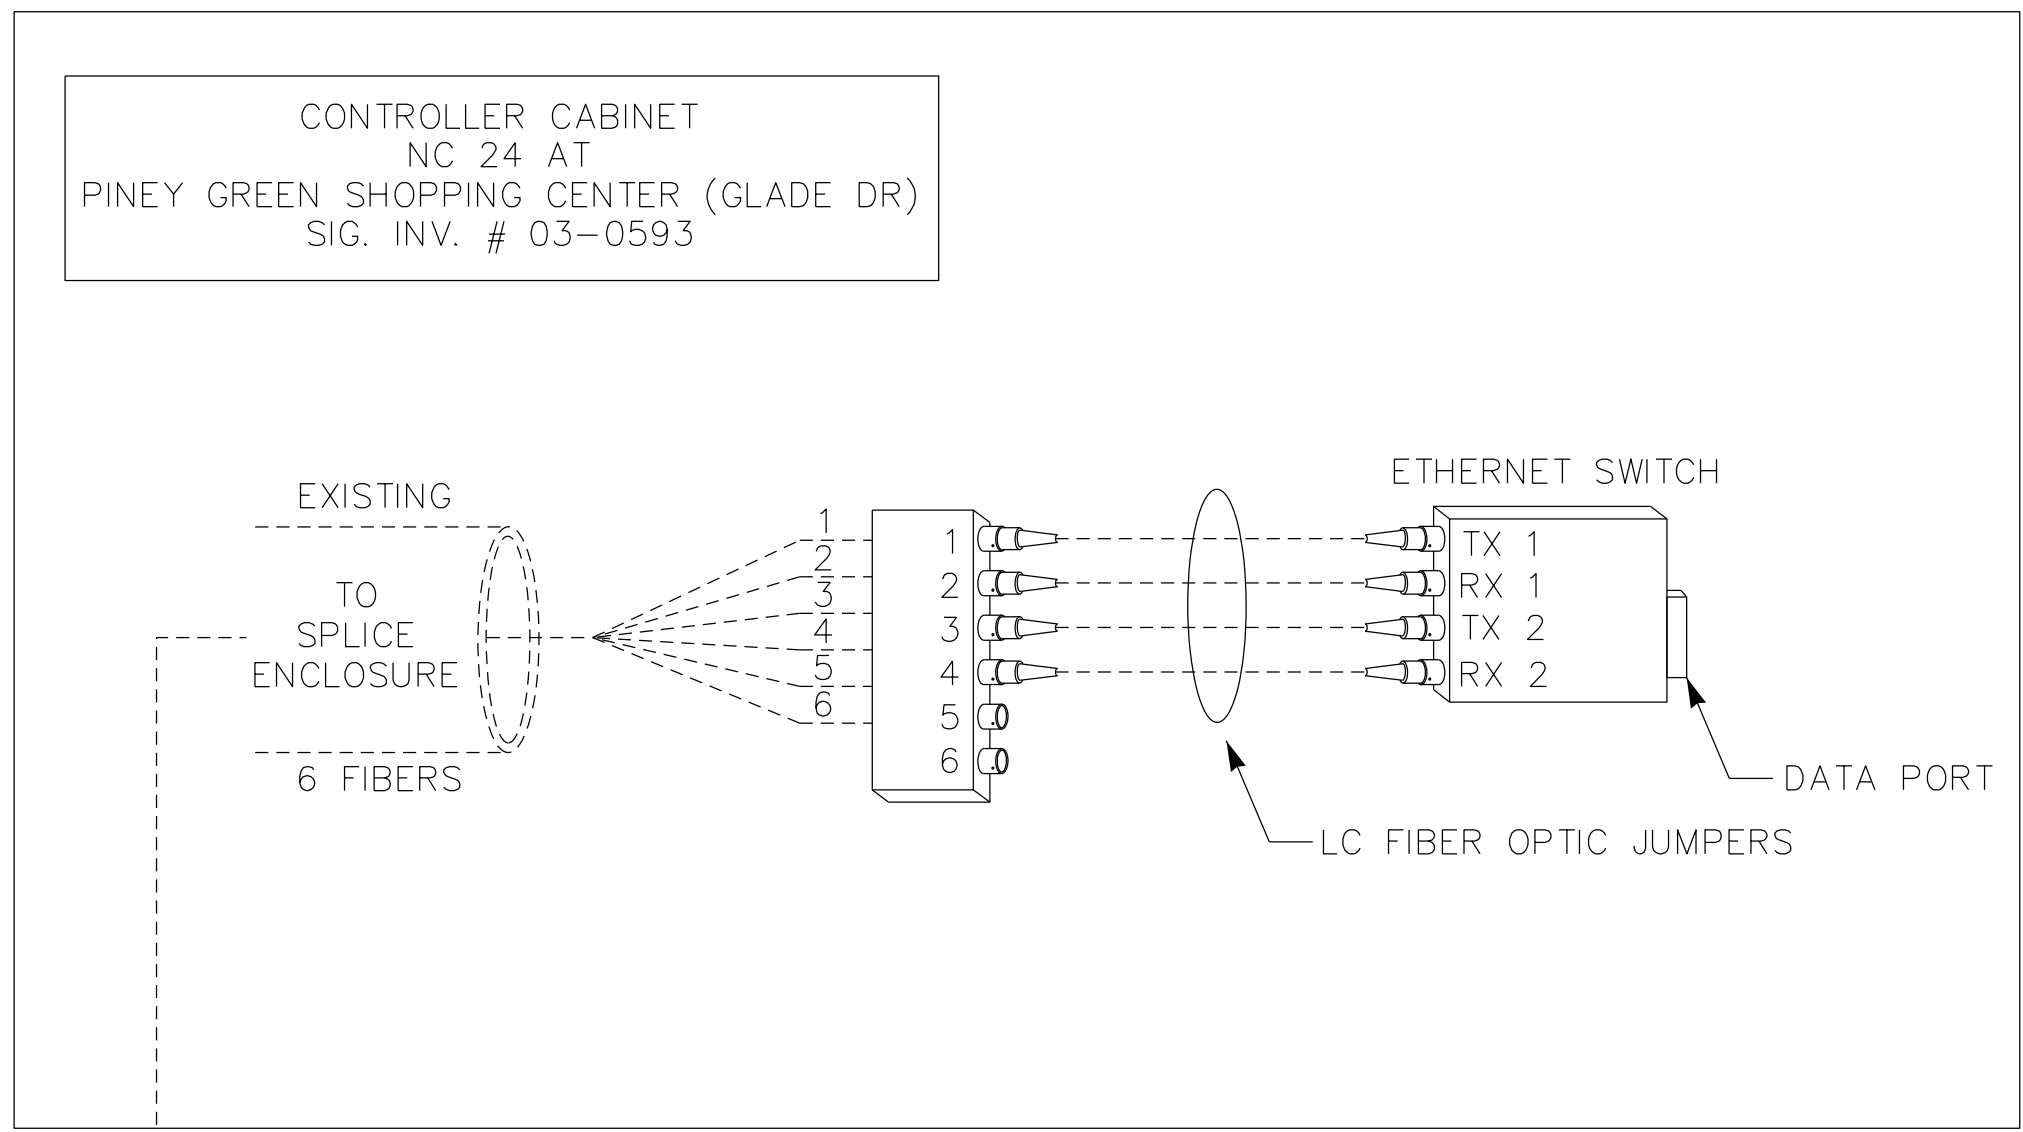 CONTROLLER CABINET
NC 24 AT
PINEY GREEN SHOPPING CENTER (GLADE DR)
SIG. INV. # 03-0593
EXISTING
TO
SPLICE
ENCLOSURE
6 FIBERS
1
2
3
4
5
6
1
2
3
4
5
6
ETHERNET SWITCH
TX 1
RX 1
TX 2
RX 2
DATA PORT
LC FIBER OPTIC JUMPERS